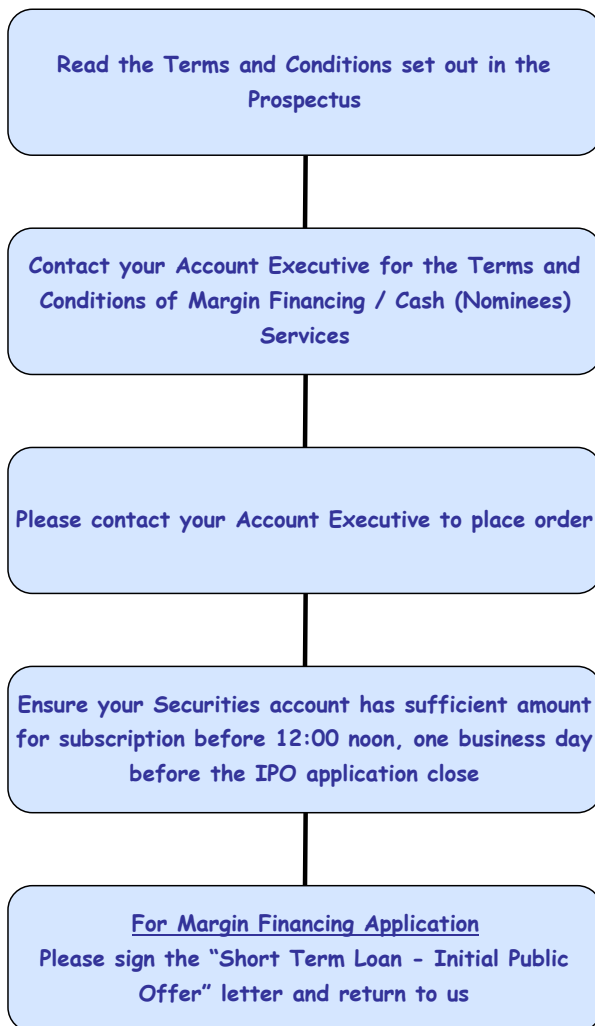 Read the Terms and Conditions set out in the
Prospectus
Contact your Account Executive for the Terms and
Conditions of Margin Financing / Cash (Nominees)
Services
Please contact your Account Executive to place order
Ensure your Securities account has sufficient amount
for subscription before 12:00 noon, one business day
before the IPO application close
For Margin Financing Application
Please sign the “Short Term Loan - Initial Public
Offer” letter and return to us